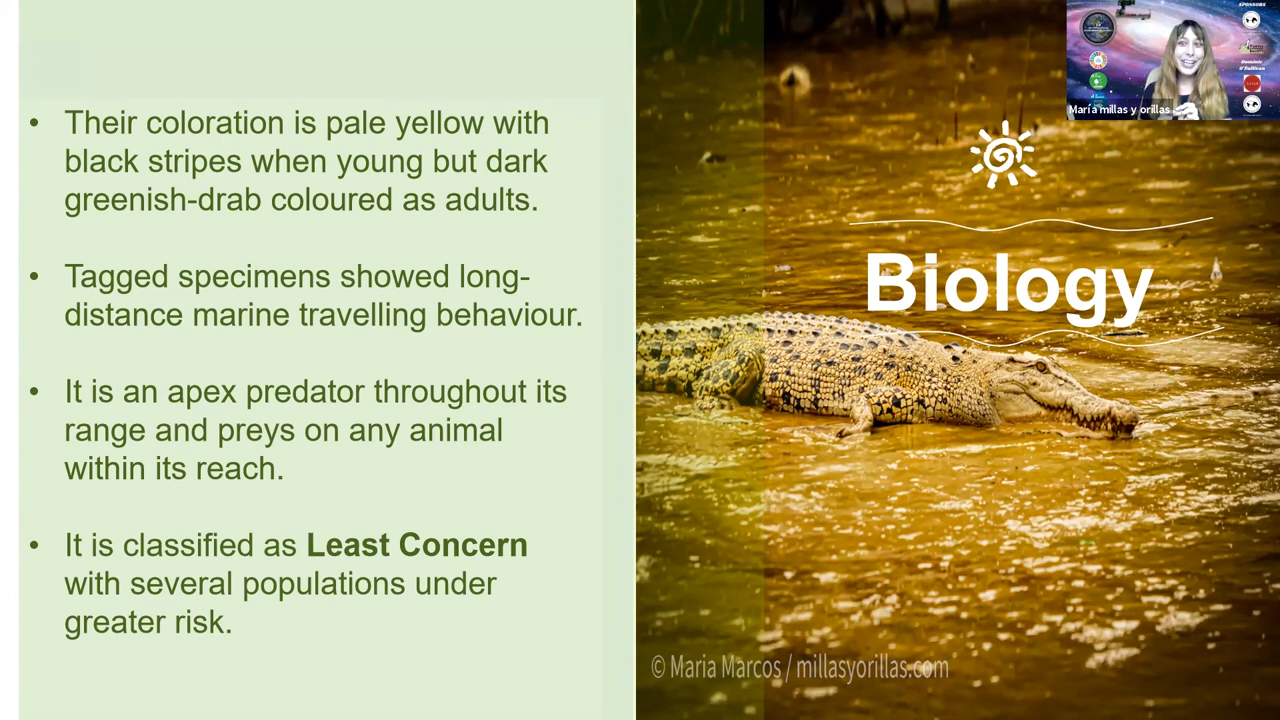 • Their coloration is pale yellow with
black stripes when young but dark
greenish-drab coloured as adults.
• Tagged specimens showed long-
distance marine travelling behaviour.
• It is an apex predator throughout its
range and preys on any animal
within its reach.
• It is classified as Least Concern
with several populations under
greater risk.
SPONSORS
Dominic
O'Sullivan
María millas y orillas
Biology
© Maria Marcos / millasyorillas.com